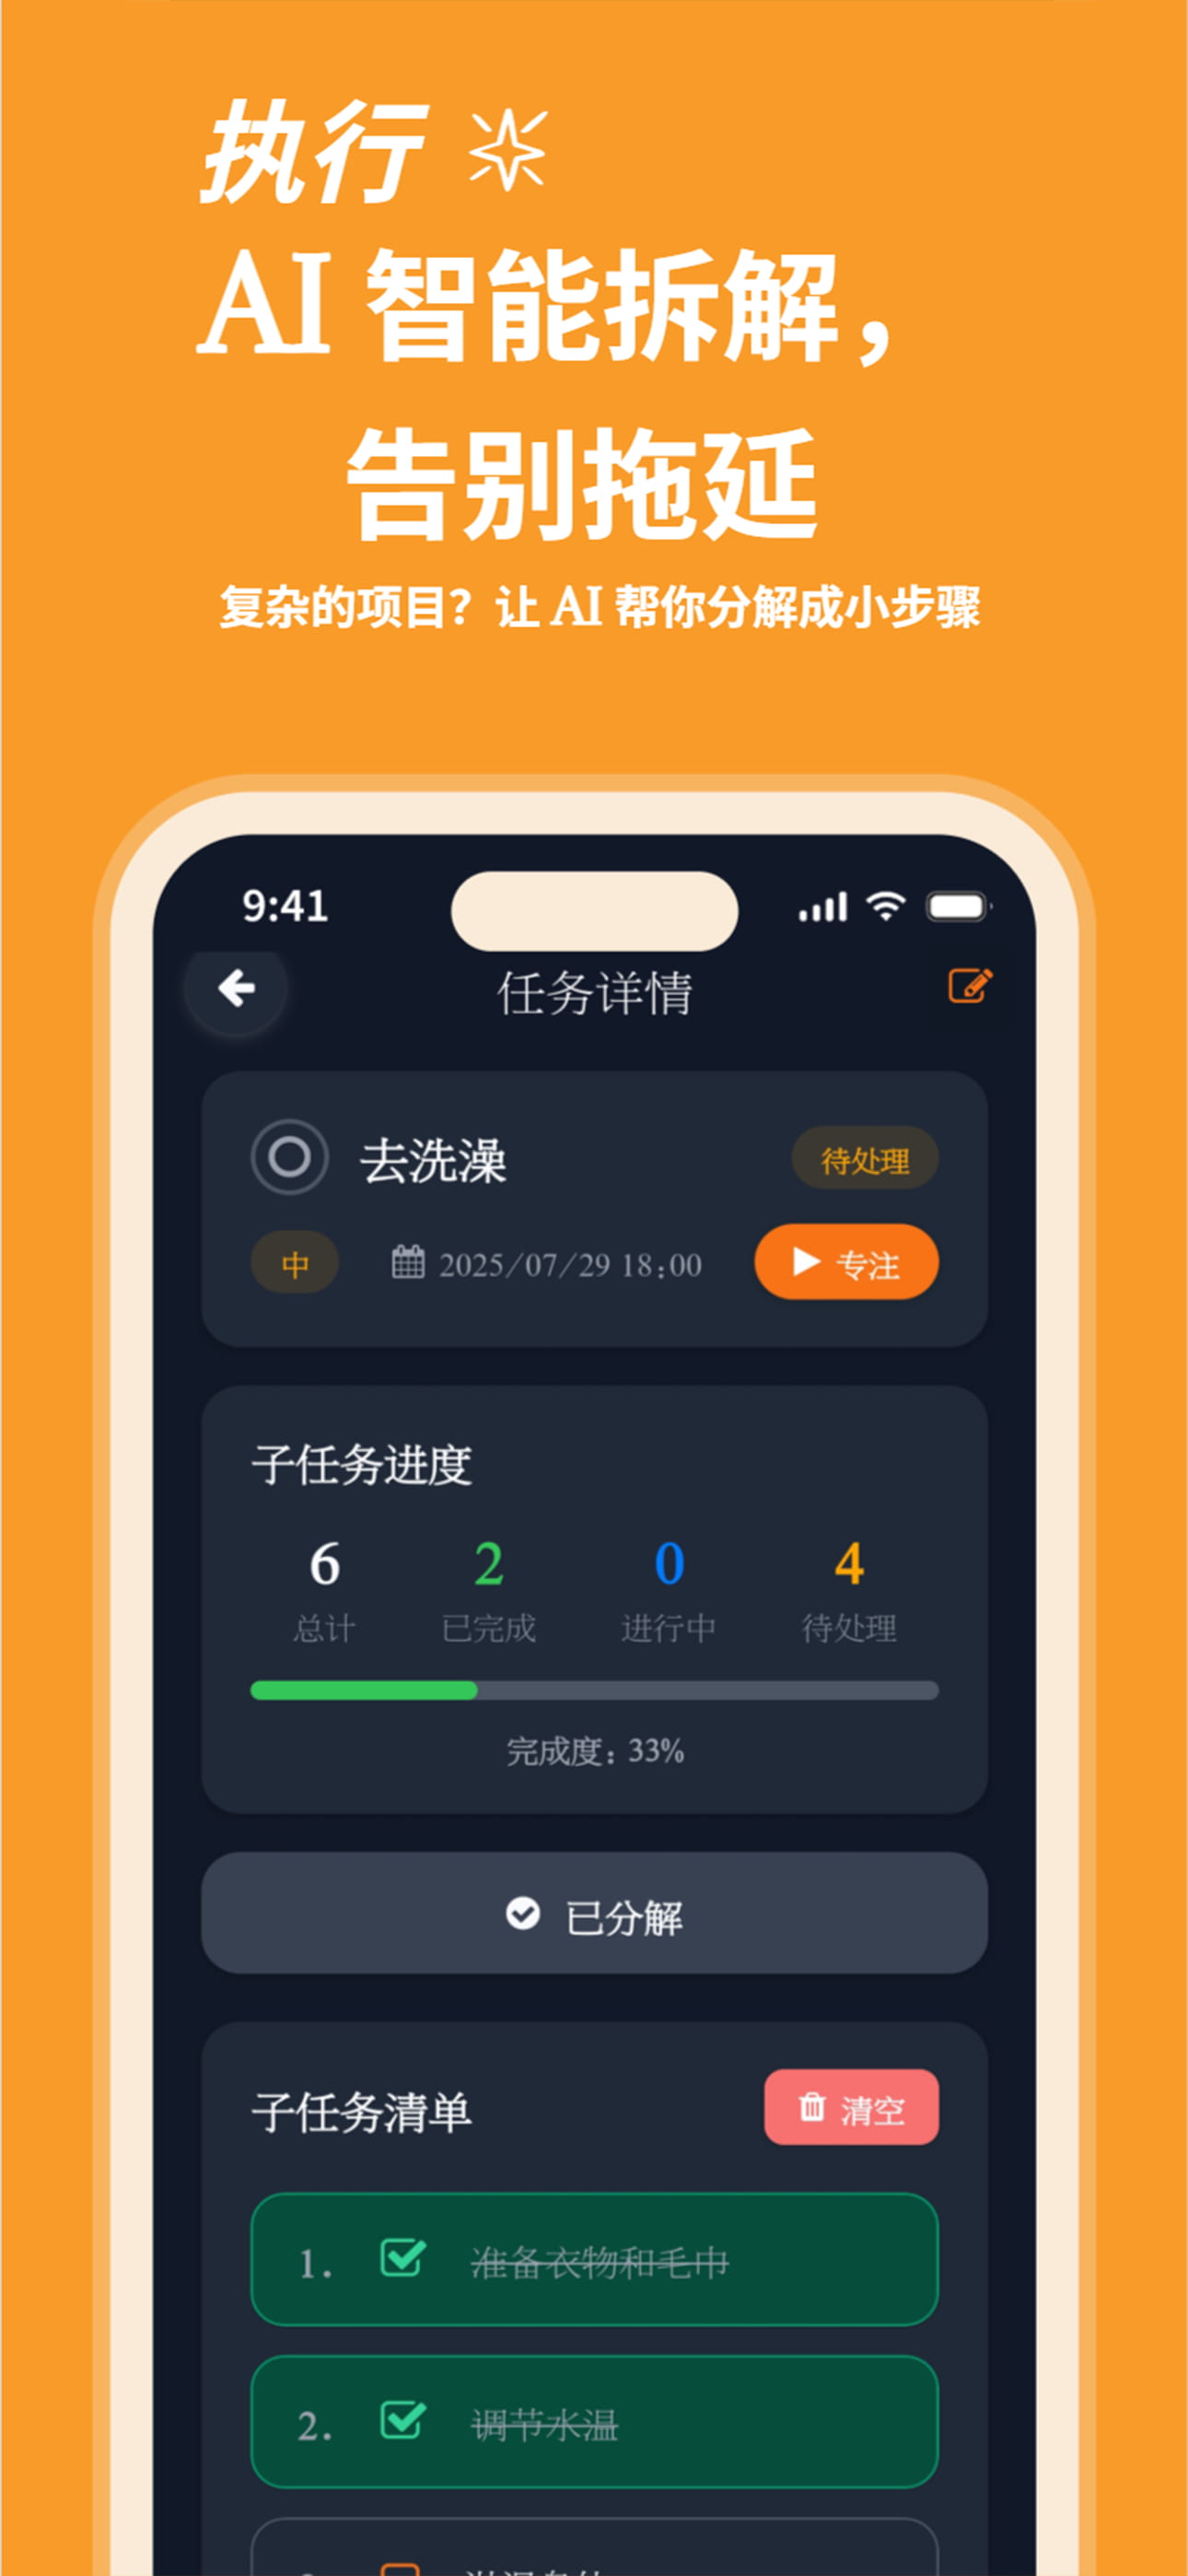 执行
AI 智能拆解，
告别拖延
复杂的项目？让 AI 帮你分解成小步骤
9:41
任务详情
去洗澡
待处理
中
2025/07/29 18:00
专注
子任务进度
6 2 0 4
总计 已完成 进行中 待处理
完成度：33%
已分解
子任务清单
清空
1. 准备衣物和毛巾
2. 调节水温